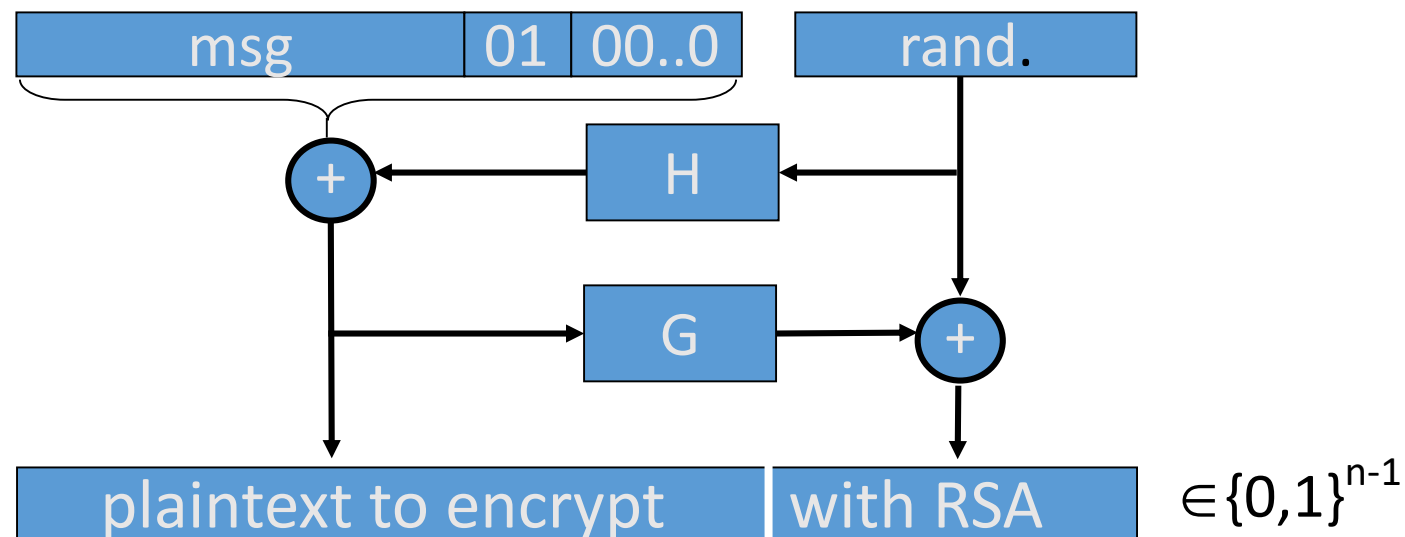 msg 01 00..0 rand.
+ H
G +
plaintext to encrypt with RSA ∈{0,1}ⁿ⁻¹